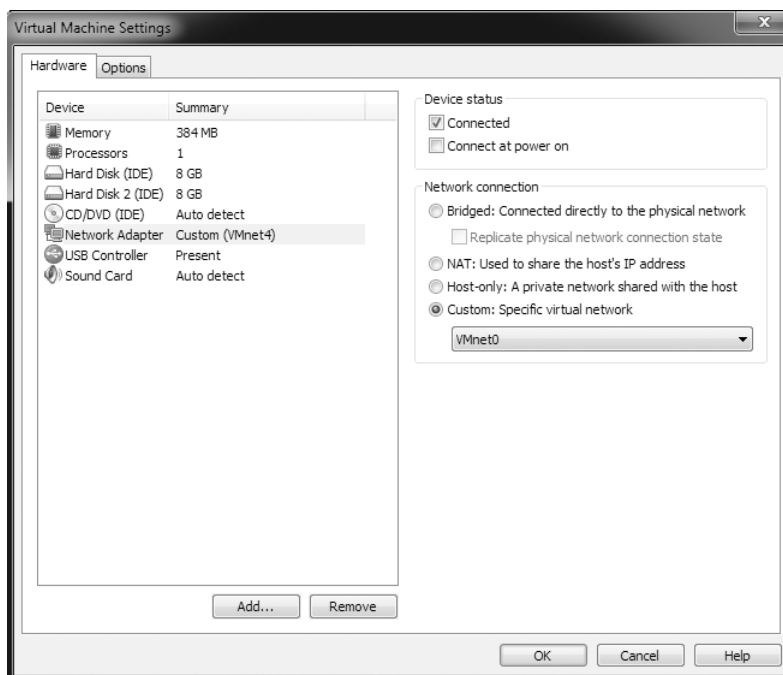 Virtual Machine Settings
x
Hardware Options
Device Summary
Memory 384 MB
Processors 1
Hard Disk (IDE) 8 GB
Hard Disk 2 (IDE) 8 GB
CD/DVD (IDE) Auto detect
Network Adapter Custom (VMnet4)
USB Controller Present
Sound Card Auto detect
Add... Remove
Device status
Connected
Connect at power on
Network connection
Bridged: Connected directly to the physical network
Replicate physical network connection state
NAT: Used to share the host's IP address
Host-only: A private network shared with the host
Custom: Specific virtual network
VMnet0
OK Cancel Help